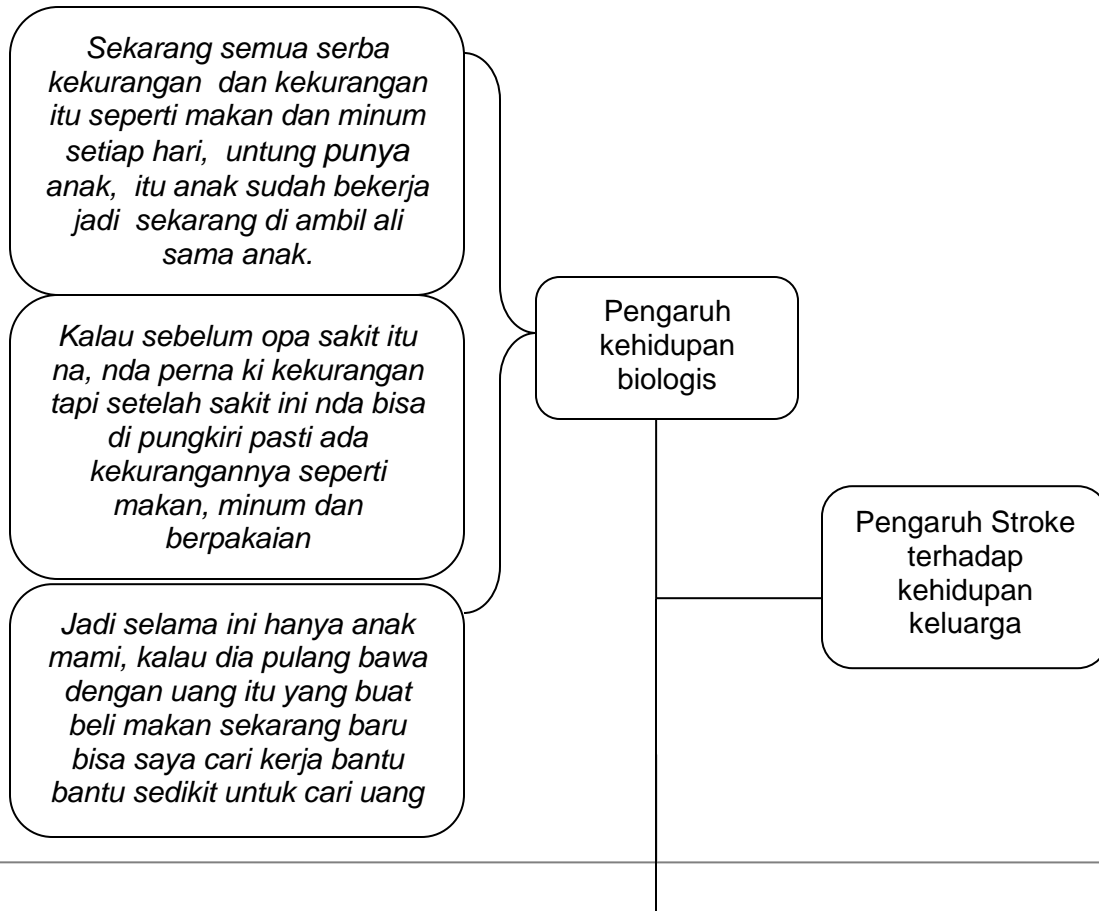 Sekarang semua serba
kekurangan dan kekurangan
itu seperti makan dan minum
setiap hari, untung punya
anak, itu anak sudah bekerja
jadi sekarang di ambil ali
sama anak.
Kalau sebelum opa sakit itu
na, nda perna ki kekurangan
tapi setelah sakit ini nda bisa
di pungkiri pasti ada
kekurangannya seperti
makan, minum dan
berpakaian
Jadi selama ini hanya anak
mami, kalau dia pulang bawa
dengan uang itu yang buat
beli makan sekarang baru
bisa saya cari kerja bantu
bantu sedikit untuk cari uang
Pengaruh
kehidupan
biologis
Pengaruh Stroke
terhadap
kehidupan
keluarga